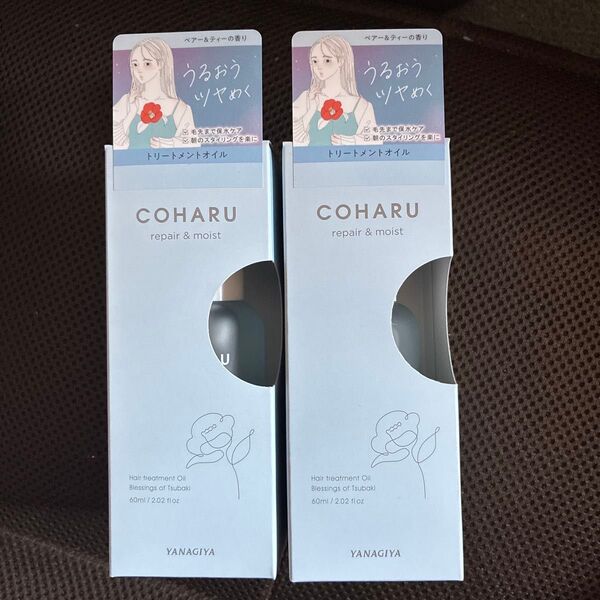 ペアー&ティーの香り
うるおう
ツヤめく
毛先まで保水ケア
朝のスタイリングを楽に
トリートメントオイル
COHARU
repair & moist
U
Hair treatment Oil
Blessings of Tsubaki
60ml / 2.02 fl oz
YANAGIYA
ペアー&ティーの香り
うるおう
ツヤめく
毛先まで保水ケア
朝のスタイリングを楽に
トリートメントオイル
COHARU
repair & moist
Hair treatment Oil
Blessings of Tsubaki
60ml / 2.02 fl oz
YANAGIYA